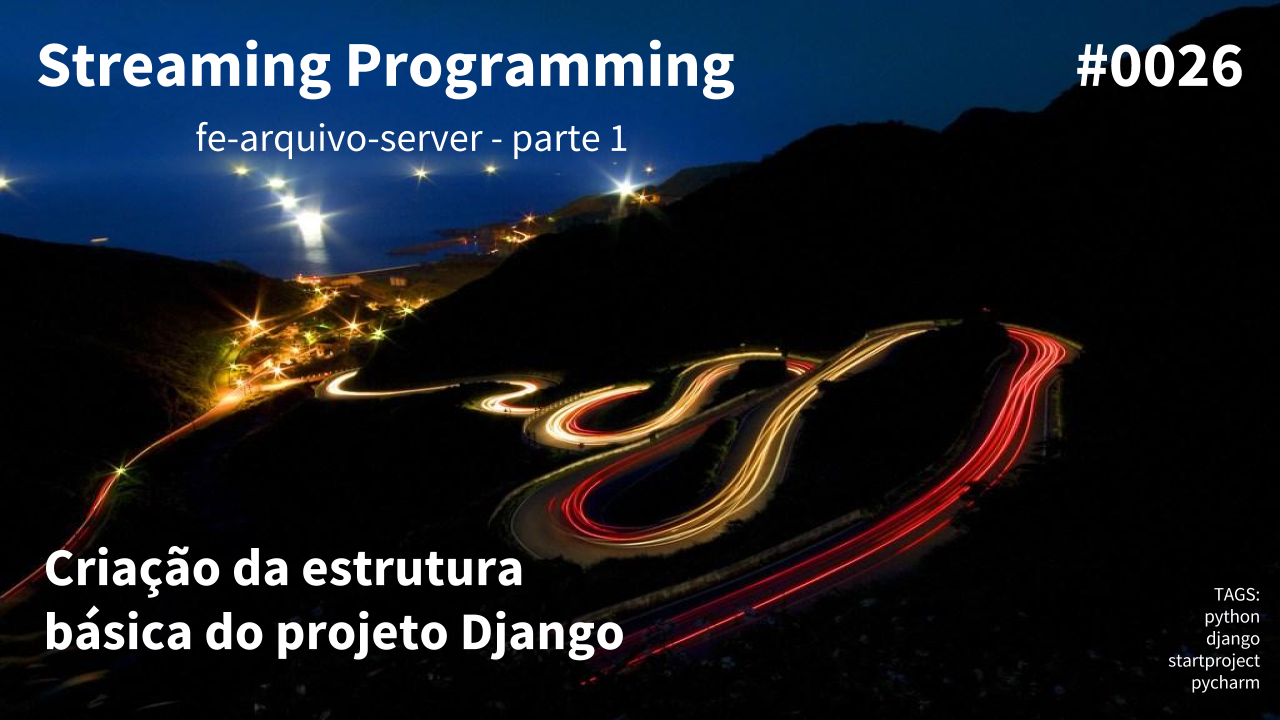 Streaming Programming
#0026
fe-arquivo-server - parte 1
Criação da estrutura
básica do projeto Django
TAGS:
python
django
startproject
pycharm